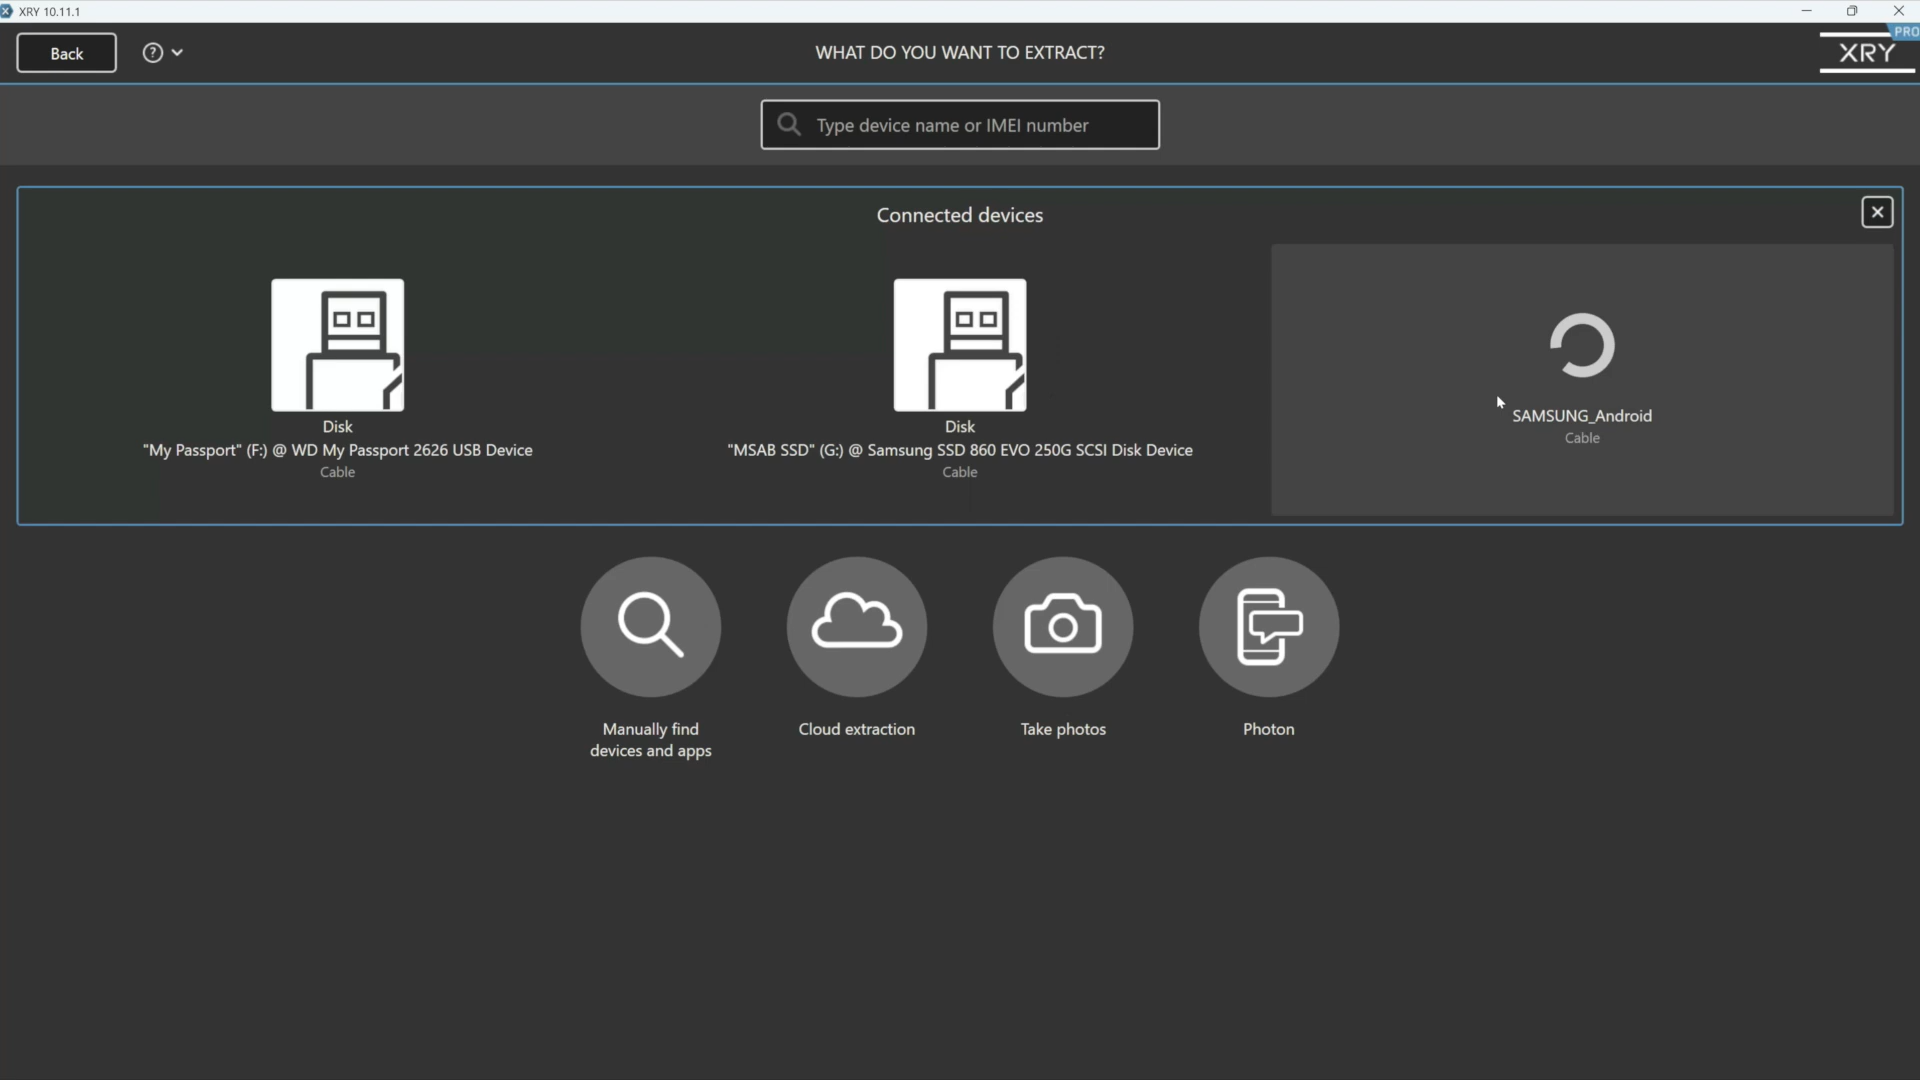 XRY 10.11.1
Back
WHAT DO YOU WANT TO EXTRACT?
PRO
XRY
Type device name or IMEI number
Connected devices
Disk
"My Passport" (F:) @ WD My Passport 2626 USB Device
Cable
Disk
"MSAB SSD" (G:) @ Samsung SSD 860 EVO 250G SCSI Disk Device
Cable
SAMSUNG_Android
Cable
Manually find
devices and apps
Cloud extraction
Take photos
Photon